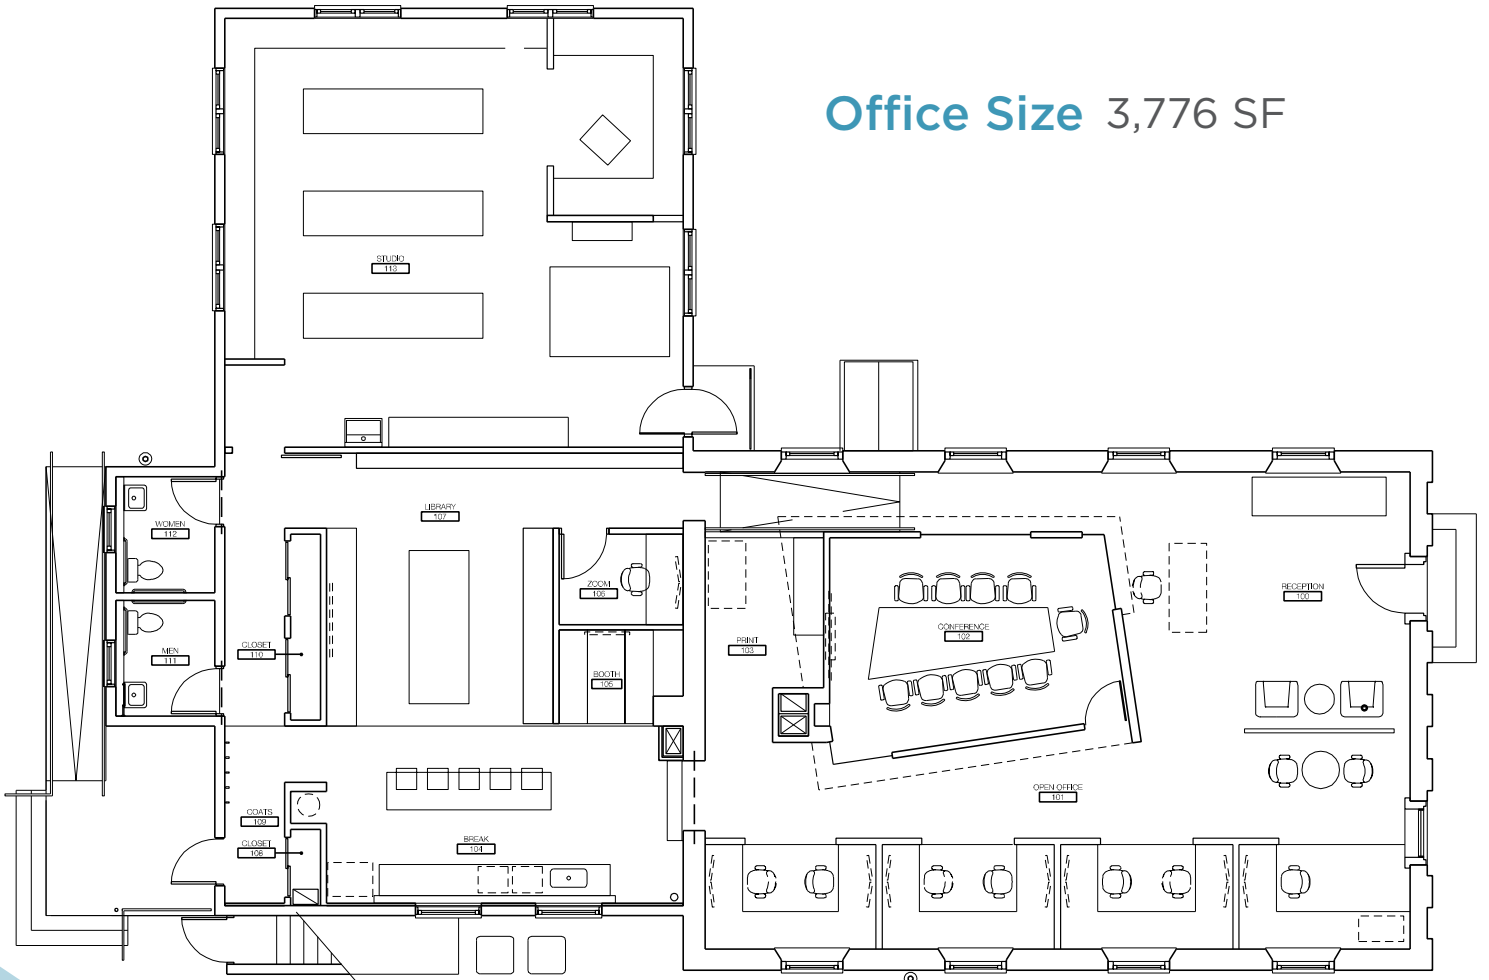 Office Size 3,776 SF
STUDIO
113
LIBRARY
107
WOMEN
112
ZOOM
106
RECEPTION
100
CONFERENCE
102
PRINT
103
MEN
111
CLOSET
110
BOOTH
105
OPEN OFFICE
101
COATS
109
BREAK
104
CLOSET
108